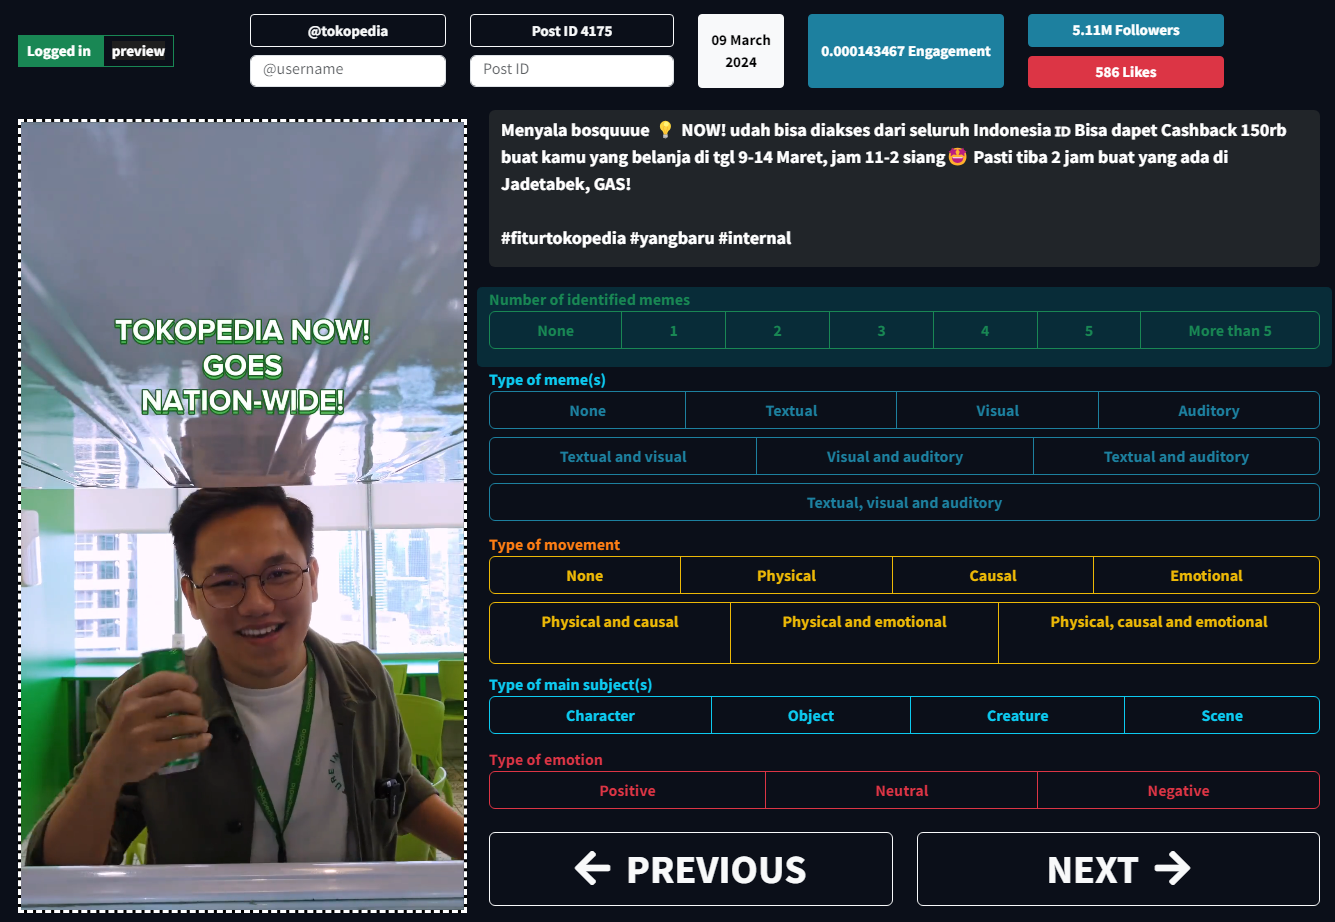 Logged in preview
@tokopedia
@username
Post ID 4175
Post ID
09 March
2024
0.000143467 Engagement
5.11M Followers
586 Likes
TOKOPEDIA NOW!
GOES
NATION-WIDE!
Menyala bosquuue 💡 NOW! udah bisa diakses dari seluruh Indonesia 🇮🇩 Bisa dapet Cashback 150rb
buat kamu yang belanja di tgl 9-14 Maret, jam 11-2 siang🤩 Pasti tiba 2 jam buat yang ada di
Jadetabek, GAS!
#fiturtokopedia #yangbaru #internal
Number of identified memes
None 1 2 3 4 5 More than 5
Type of meme(s)
None Textual Visual Auditory
Textual and visual Visual and auditory Textual and auditory
Textual, visual and auditory
Type of movement
None Physical Causal Emotional
Physical and causal Physical and emotional Physical, causal and emotional
Type of main subject(s)
Character Object Creature Scene
Type of emotion
Positive Neutral Negative
← PREVIOUS NEXT →